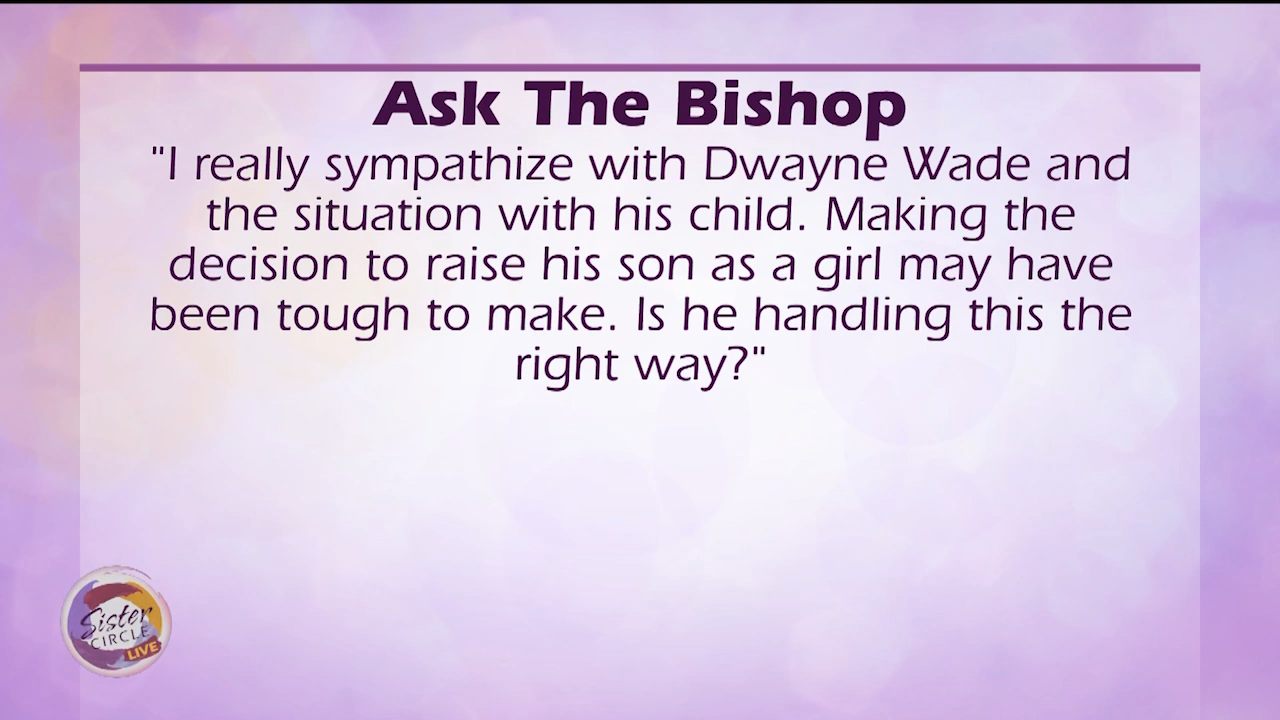 Ask The Bishop
"I really sympathize with Dwayne Wade and
the situation with his child. Making the
decision to raise his son as a girl may have
been tough to make. Is he handling this the
right way?"
Sister
CIRCLE
LIVE